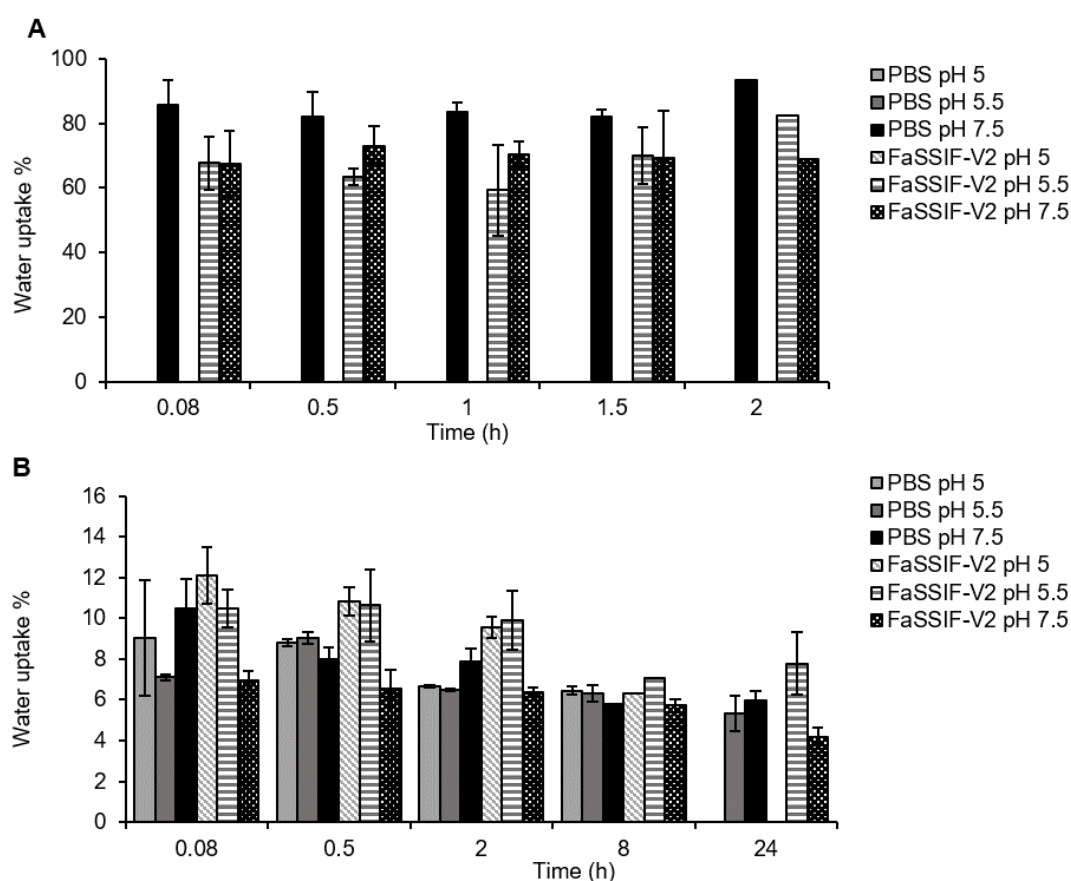 A
Water uptake %
100
80
60
40
20
0
0.08 0.5 1 1.5 2
Time (h)
PBS pH 5
PBS pH 5.5
PBS pH 7.5
FaSSIF-V2 pH 5
FaSSIF-V2 pH 5.5
FaSSIF-V2 pH 7.5
B
Water uptake %
16
14
12
10
8
6
4
2
0
0.08 0.5 2 8 24
Time (h)
PBS pH 5
PBS pH 5.5
PBS pH 7.5
FaSSIF-V2 pH 5
FaSSIF-V2 pH 5.5
FaSSIF-V2 pH 7.5